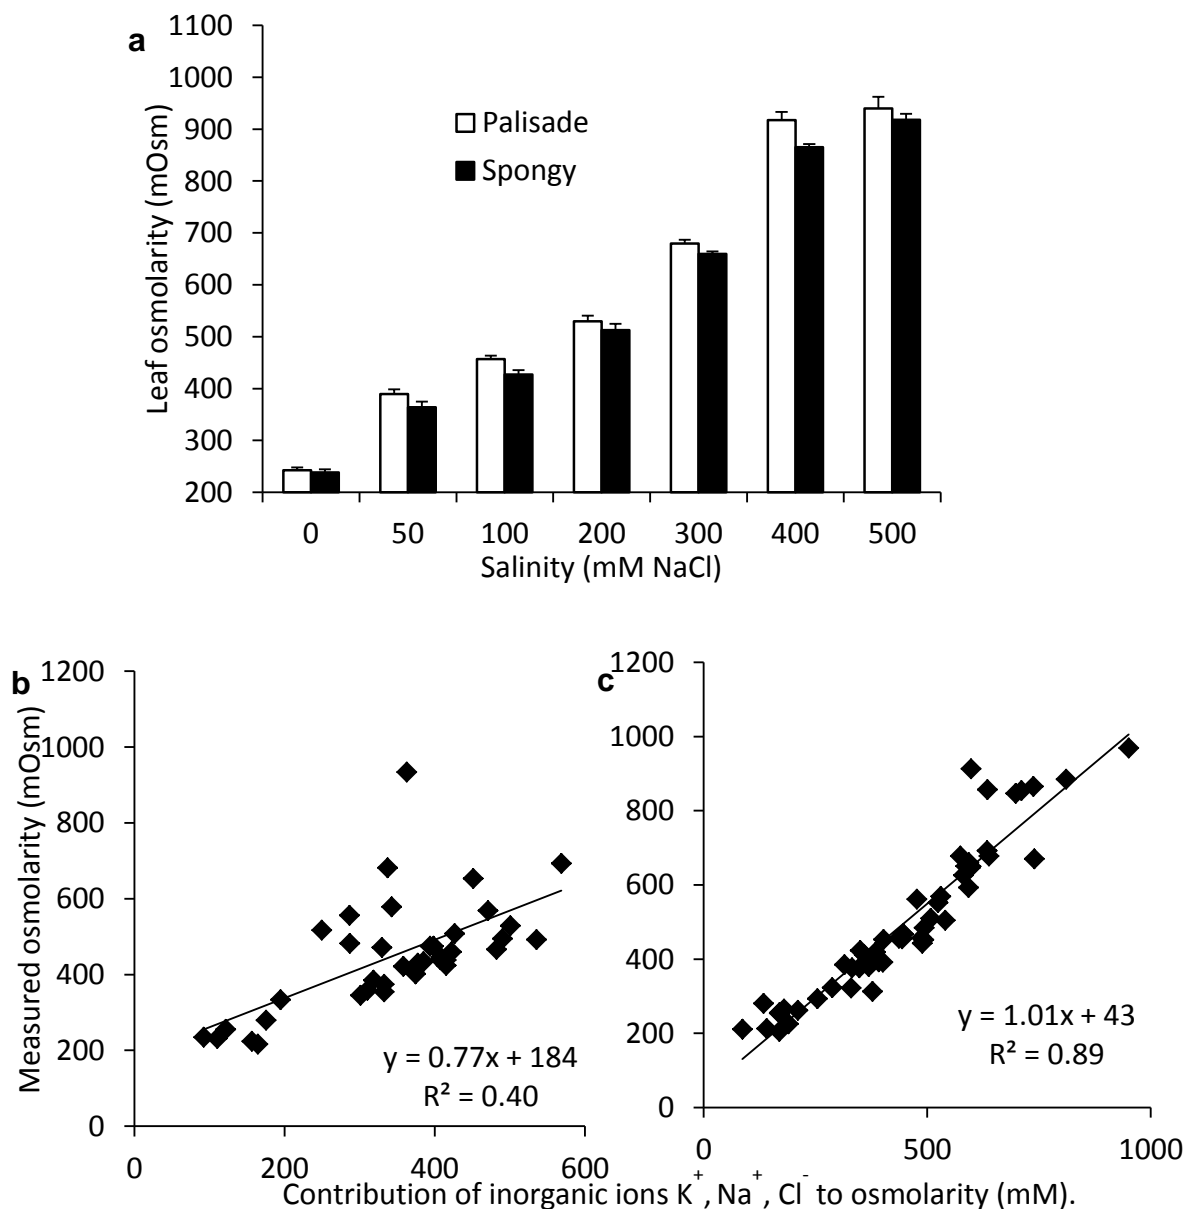 a
1100
1000
900
800
700
600
500
400
300
200
Leaf osmolarity (mOsm)
Palisade
Spongy
0 50 100 200 300 400 500
Salinity (mM NaCl)
b
1200
1000
800
600
400
200
0
Measured osmolarity (mOsm)
y = 0.77x + 184
R² = 0.40
0 200 400 600
c
1200
1000
800
600
400
200
0
y = 1.01x + 43
R² = 0.89
0 500 1000
Contribution of inorganic ions K⁺, Na⁺, Cl⁻ to osmolarity (mM).